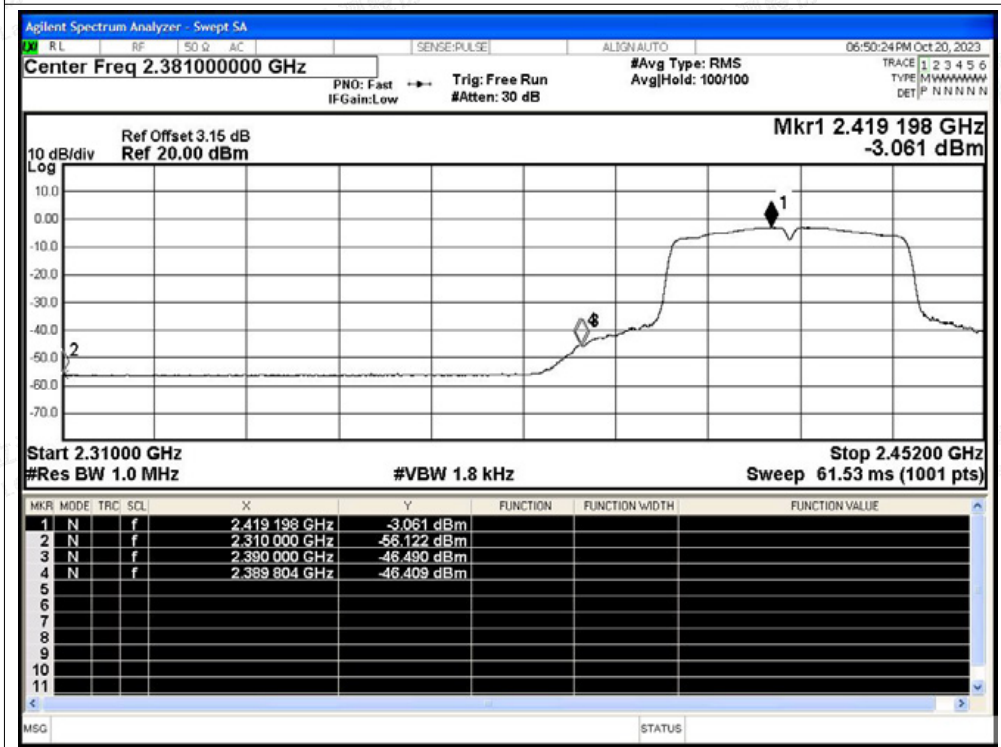 Agilent Spectrum Analyzer - Swept SA
LXI RL RF 50 Ω AC SENSE:PULSE ALIGN AUTO 06:50:24 PM Oct 20, 2023
Center Freq 2.381000000 GHz #Avg Type: RMS TRACE 1 2 3 4 5 6
PNO: Fast Trig: Free Run Avg|Hold: 100/100 TYPE M WWWWW
IFGain:Low #Atten: 30 dB DET P N N N N N
Mkr1 2.419 198 GHz
Ref Offset 3.15 dB
10 dB/div Ref 20.00 dBm -3.061 dBm
Log
10.0
1
0.00
-10.0
-20.0
-30.0
-40.0
-50.0
2
-60.0
-70.0
Start 2.31000 GHz Stop 2.45200 GHz
#Res BW 1.0 MHz #VBW 1.8 kHz Sweep 61.53 ms (1001 pts)
MKR MODE TRC SCL X Y FUNCTION FUNCTION WIDTH FUNCTION VALUE
1 N f 2.419 198 GHz -3.061 dBm
2 N f 2.310 000 GHz -56.122 dBm
3 N f 2.390 000 GHz -46.490 dBm
4 N f 2.389 804 GHz -46.409 dBm
5
6
7
8
9
10
11
MSG STATUS